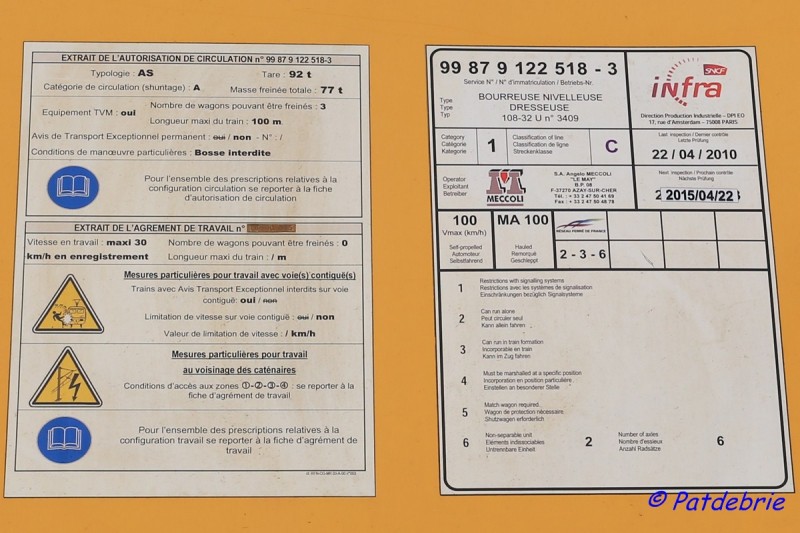 EXTRAIT DE L'AUTORISATION DE CIRCULATION n° 99 87 9 122 518-3
Typologie : AS Tare : 92 t
Catégorie de circulation (shuntage) : A Masse freinée totale : 77 t
Equipement TVM : oui Nombre de wagons pouvant être freinés : 3
Longueur maxi du train : 100 m
Avis de Transport Exceptionnel permanent : oui / non - N° : /
Conditions de manœuvre particulières : Bosse interdite
Pour l'ensemble des prescriptions relatives à la
configuration circulation se reporter à la fiche
d'autorisation de circulation
EXTRAIT DE L'AGREMENT DE TRAVAIL n°
Vitesse en travail : maxi 30 Nombre de wagons pouvant être freinés : 0
km/h en enregistrement Longueur maxi du train : / m
Mesures particulières pour travail avec voie(s) contiguë(s)
Trains avec Avis Transport Exceptionnel interdits sur voie
contiguë: oui / non
Limitation de vitesse sur voie contiguë : oui / non
Valeur de limitation de vitesse : / km/h
Mesures particulières pour travail
au voisinage des caténaires
Conditions d'accès aux zones ①-②-③-④ : se reporter à la
fiche d'agrément de travail
Pour l'ensemble des prescriptions relatives à la
configuration travail se reporter à la fiche d'agrément de
travail
99 87 9 122 518 - 3
Service N° / N° d'immatriculation / Betriebs-Nr.
Type
Type
Typ
BOURREUSE NIVELLEUSE
DRESSEUSE
108-32 U n° 3409
SNCF
infra
Direction Production Industrielle – DPI EO
17, rue d'Amsterdam – 75008 PARIS
Category
Catégorie
Kategorie
1
Classification of line
Classification de ligne
Streckenklasse
C
Last inspection / Dernier contrôle
Letzte Prüfung
22 / 04 / 2010
Operator
Exploitant
Betreiber
MECCOLI
S.A. Angelo MECCOLI
"LE MAY"
B.P. 08
F-37270 AZAY-SUR-CHER
Tél. : + 33 2 47 50 41 69
Fax : + 33 2 47 50 48 78
Next inspection / Prochain contrôle
Nächste Prüfung
2015/04/22
100
Vmax (km/h)
Self-propelled
Automoteur
Selbstfahrend
MA 100
Hauled
Remorqué
Geschleppt
RÉSEAU FERRÉ DE FRANCE
2 - 3 - 6
1
Restrictions with signalling systems
Restrictions avec les systèmes de signalisation
Einschränkungen bezüglich Signalsysteme
2
Can run alone
Peut circuler seul
Kann allein fahren
3
Can run in train formation
Incorporable en train
Kann im Zug fahren
4
Must be marshalled at a specific position
Incorporation en position particulière
Einstellen an besonderer Stelle
5
Match wagon required
Wagon de protection nécessaire
Shutzwagen erforderlich
6
Non-separable unit
Eléments indissociables
Untrennbare Einheit
2
Number of axles
Nombre d'essieux
Anzahl Radsätze
6
© Patdebrie